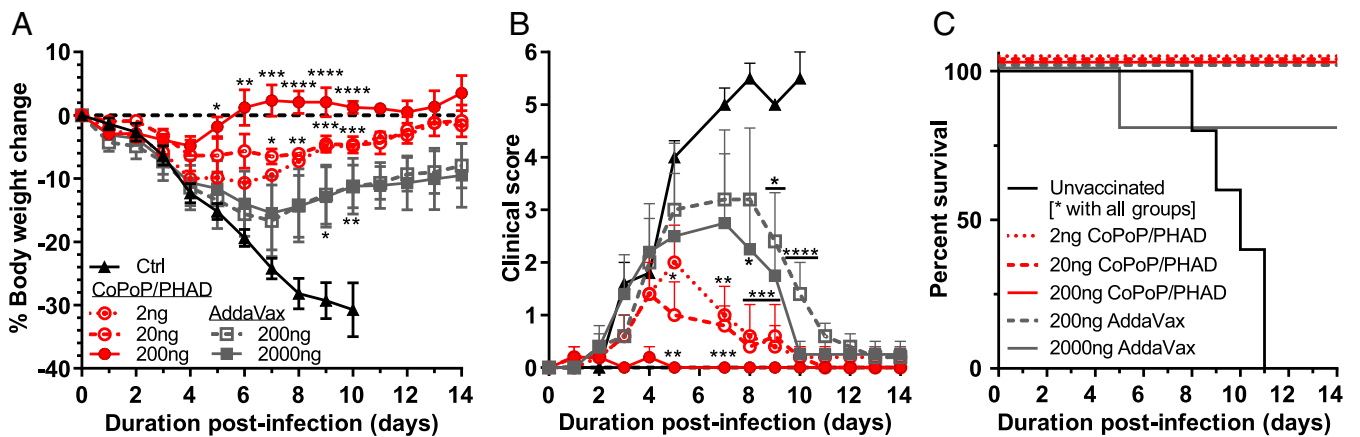 A
% Body weight change
10
0
-10
-20
-30
-40
* ** *** **** **** ****
* ** *** ***
* **
Ctrl
CoPoP/PHAD
2ng
20ng
200ng
AddaVax
200ng
2000ng
0 2 4 6 8 10 12 14
Duration post-infection (days)
B
Clinical score
6
5
4
3
2
1
0
*
****
*
* ** ***
** ***
0 2 4 6 8 10 12 14
Duration post-infection (days)
C
Percent survival
100
50
0
Unvaccinated
[* with all groups]
2ng CoPoP/PHAD
20ng CoPoP/PHAD
200ng CoPoP/PHAD
200ng AddaVax
2000ng AddaVax
0 2 4 6 8 10 12 14
Duration post-infection (days)